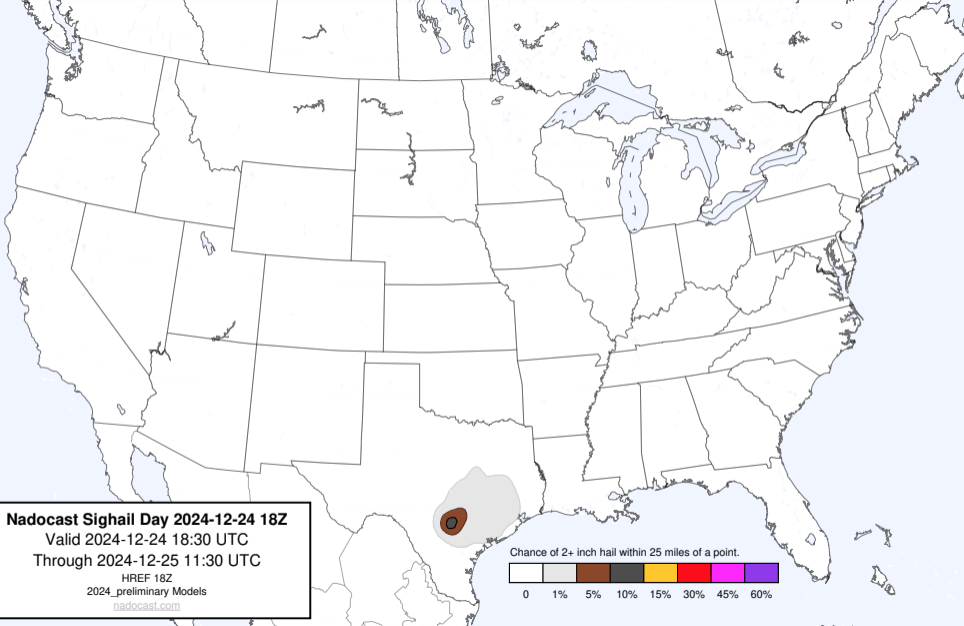 Nadocast Sighail Day 2024-12-24 18Z
Valid 2024-12-24 18:30 UTC
Through 2024-12-25 11:30 UTC
HREF 18Z
2024_preliminary Models
nadocast.com
Chance of 2+ inch hail within 25 miles of a point.
0 1% 5% 10% 15% 30% 45% 60%